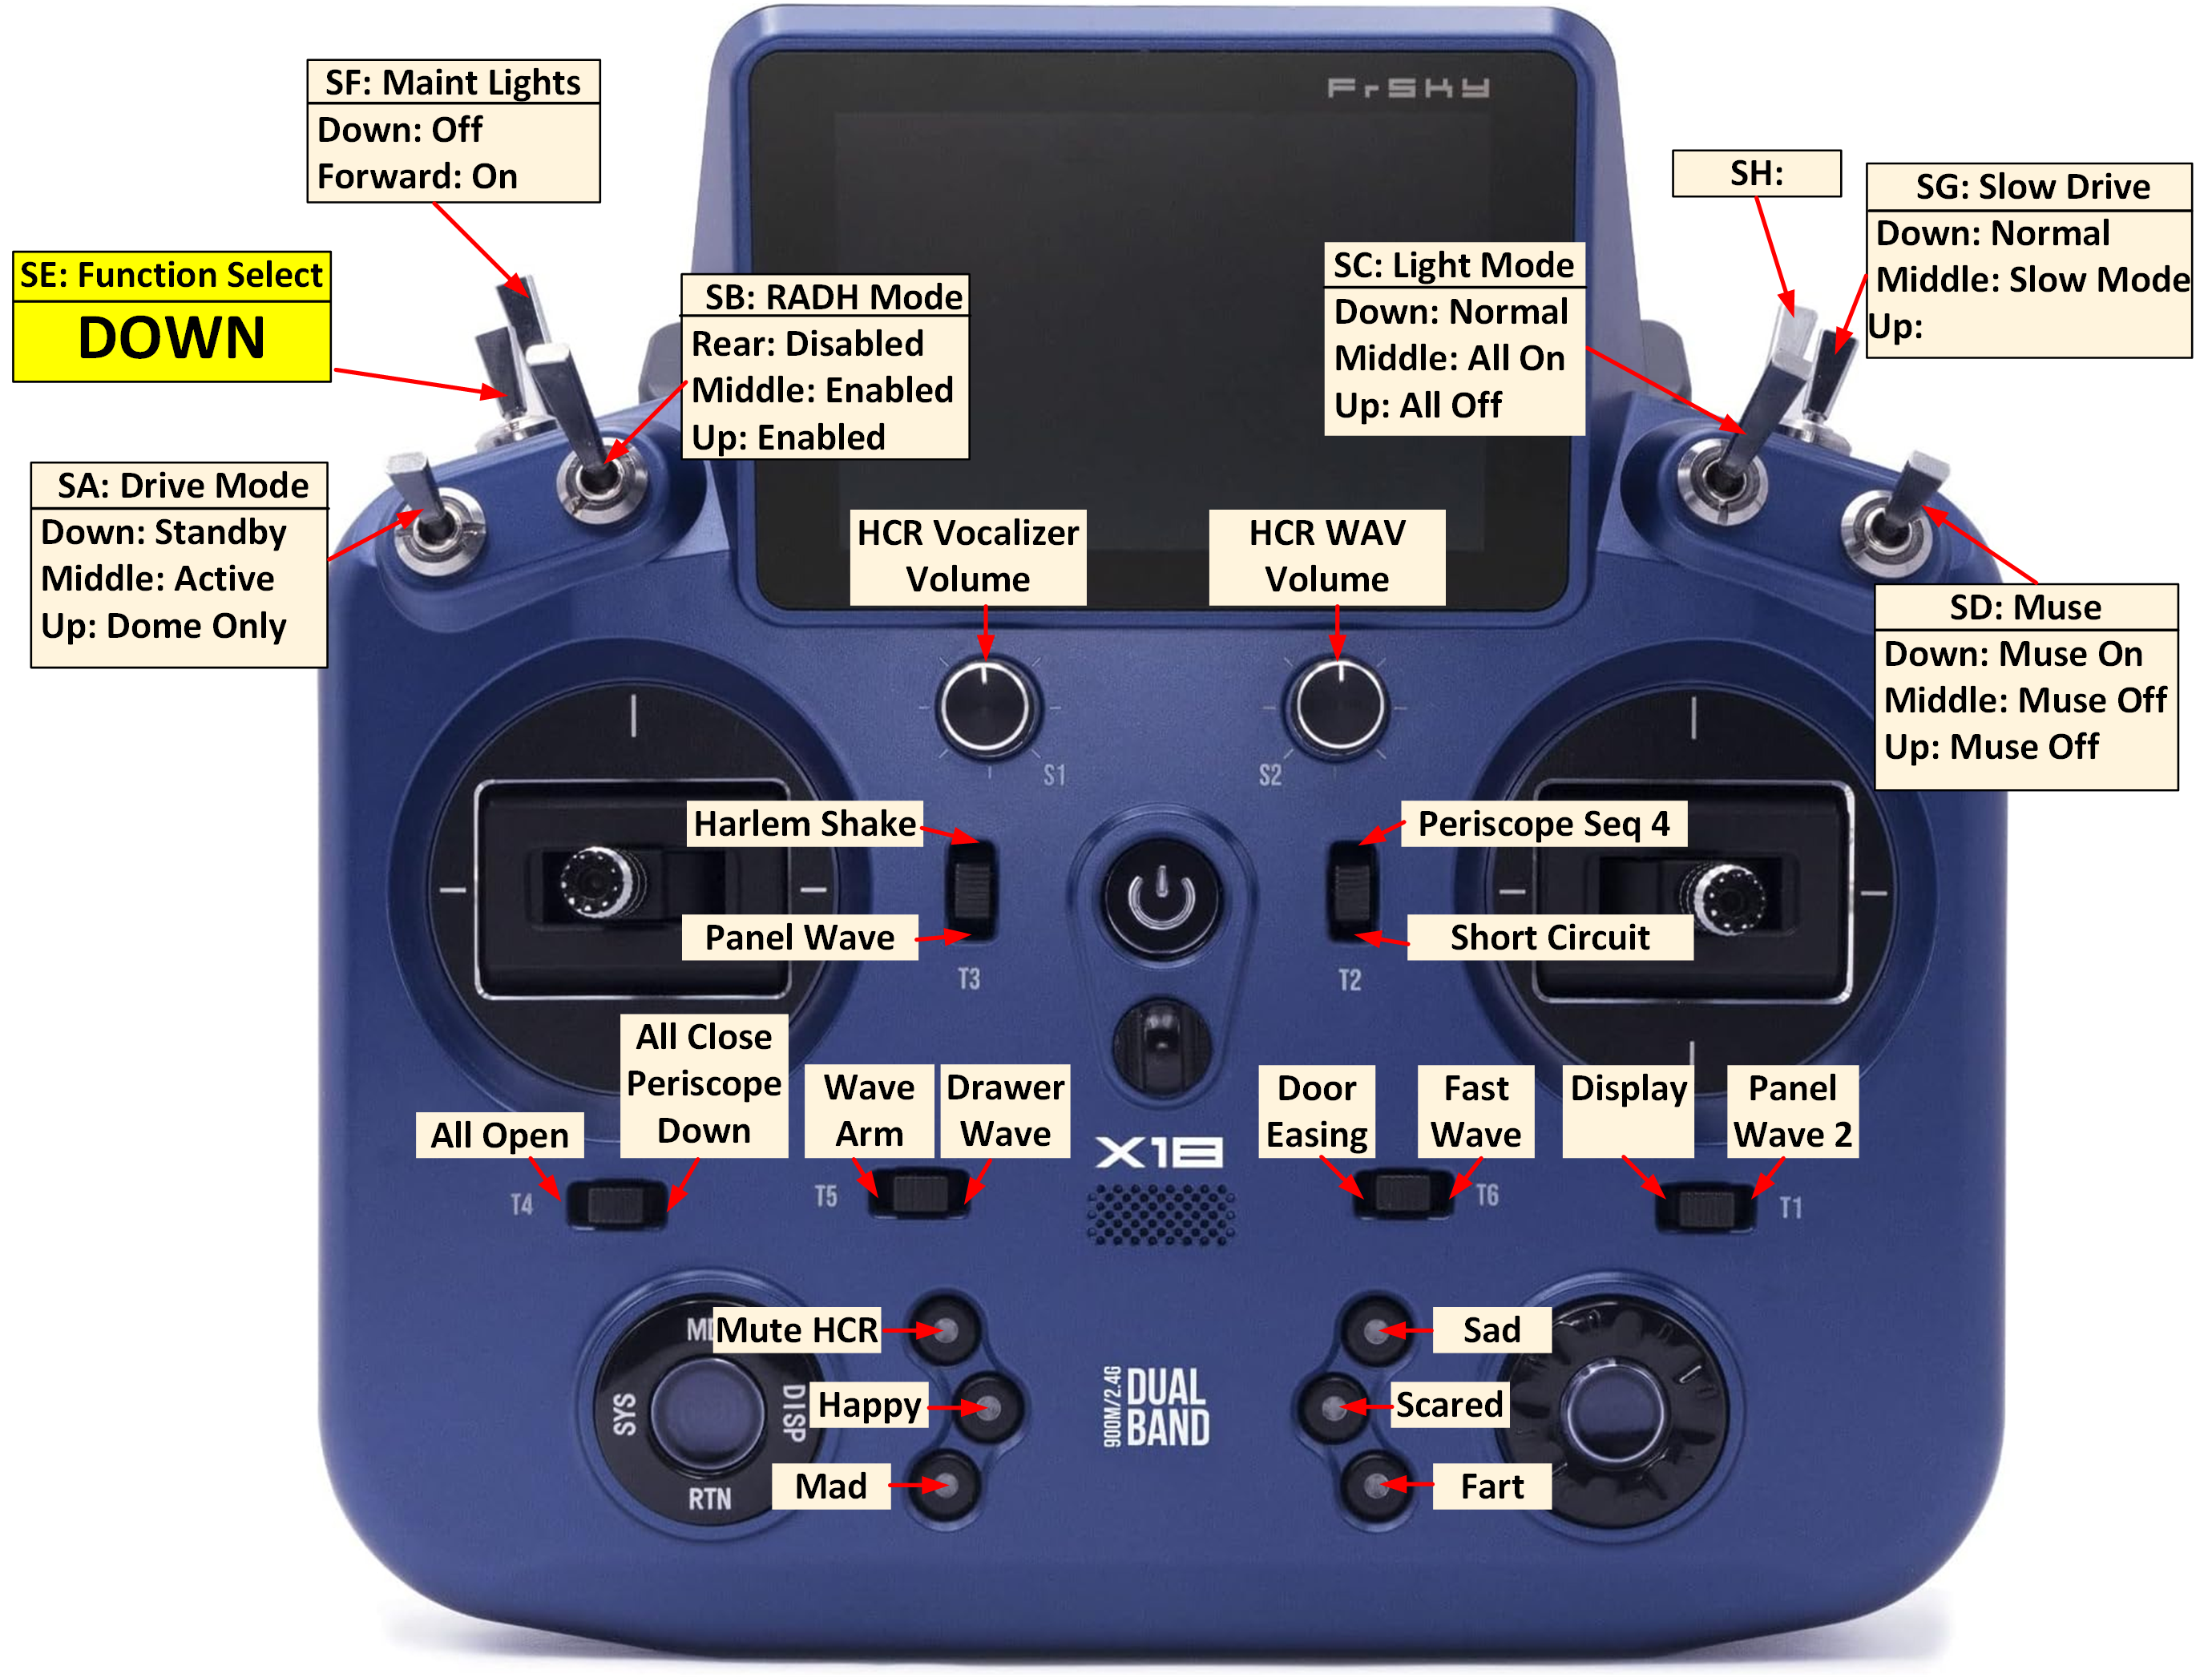 FrSKY
SF: Maint Lights
Down: Off
Forward: On
SH:
SG: Slow Drive
Down: Normal
Middle: Slow Mode
Up:
SE: Function Select
DOWN
SB: RADH Mode
Rear: Disabled
Middle: Enabled
Up: Enabled
SC: Light Mode
Down: Normal
Middle: All On
Up: All Off
SA: Drive Mode
Down: Standby
Middle: Active
Up: Dome Only
HCR Vocalizer
Volume
HCR WAV
Volume
SD: Muse
Down: Muse On
Middle: Muse Off
Up: Muse Off
S1
S2
Harlem Shake
Periscope Seq 4
Panel Wave
Short Circuit
T3
T2
All Open
All Close
Periscope
Down
Wave
Arm
Drawer
Wave
Door
Easing
Fast
Wave
Display
Panel
Wave 2
X18
T4
T5
T6
T1
Mute HCR
Happy
Mad
Sad
Scared
Fart
SYS
DISP
RTN
900M/2.4G
DUAL
BAND